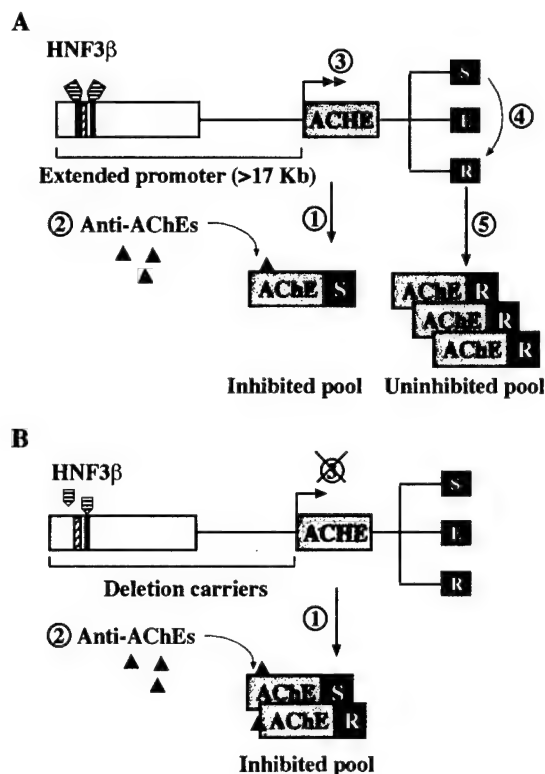 A
HNF3β
③
S
ACHE
E
④
R
Extended promoter (>17 Kb)
② Anti-AChEs
①
⑤
AChE S
AChE R
AChE R
AChE R
Inhibited pool
Uninhibited pool
B
HNF3β
S
ACHE
E
R
Deletion carriers
② Anti-AChEs
①
AChE S
AChE R
Inhibited pool